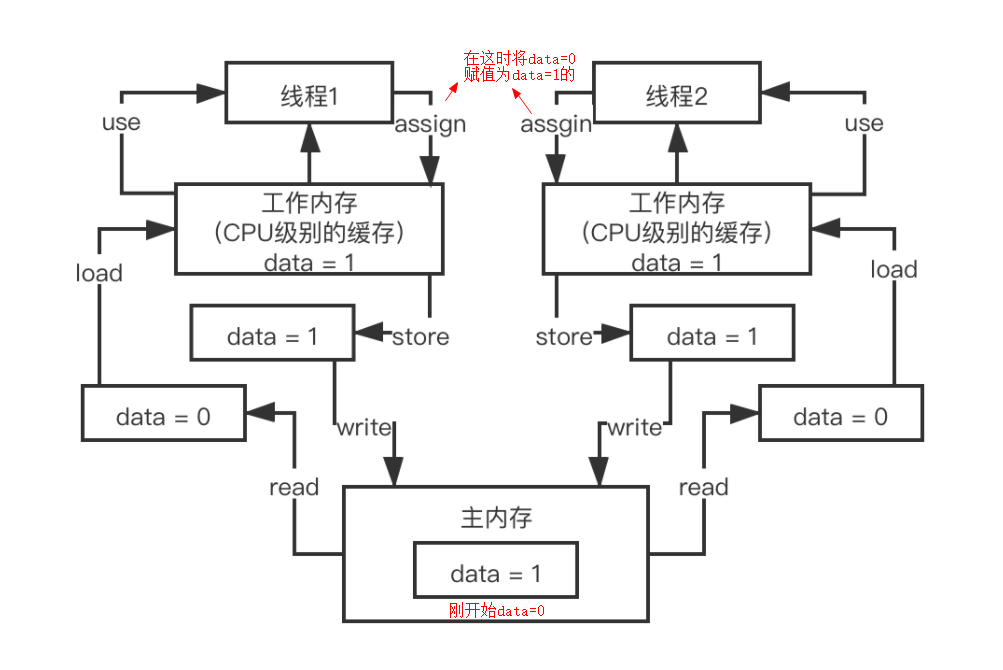 在这时将data=0
赋值为data=1的
线程1
线程2
use
assign
assgin
use
工作内存
（CPU级别的缓存）
data = 1
工作内存
（CPU级别的缓存）
data = 1
load
load
data = 1
store
store
data = 1
data = 0
data = 0
write
write
read
read
主内存
data = 1
刚开始data=0